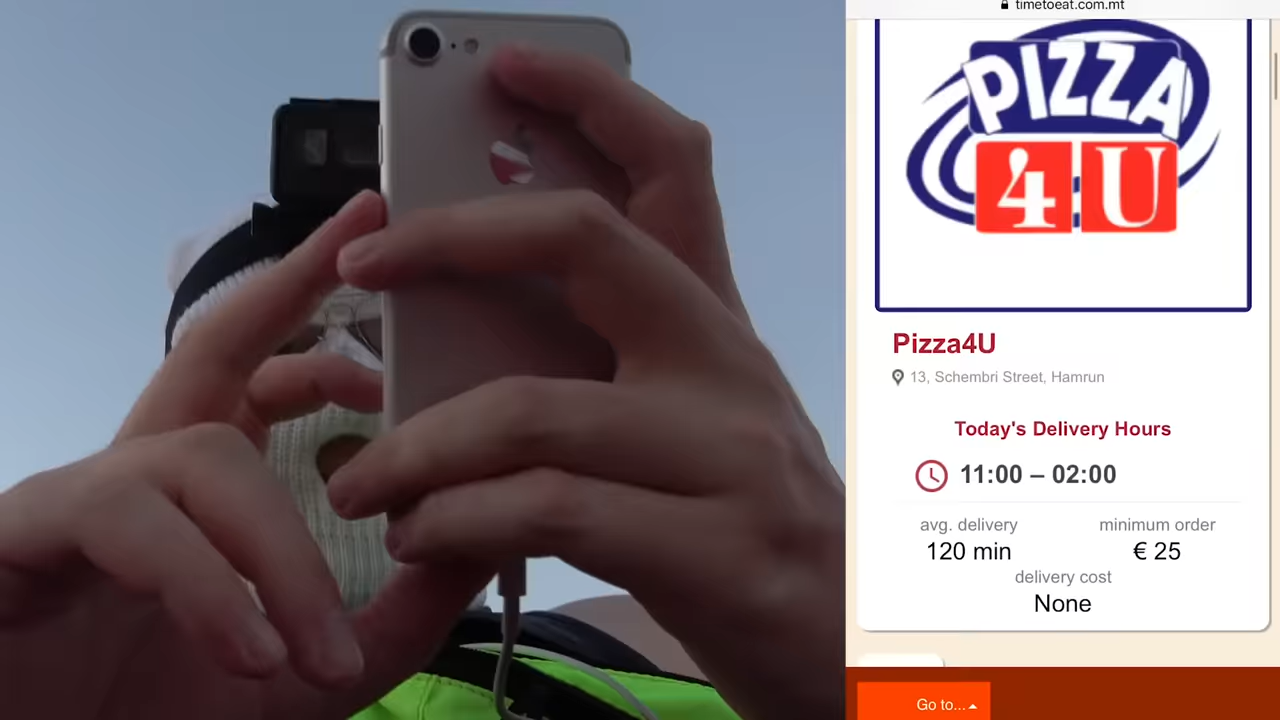 timetoeat.com.mt
PIZZA
4 U
Pizza4U
13, Schembri Street, Hamrun
Today's Delivery Hours
11:00 – 02:00
avg. delivery
minimum order
120 min
€ 25
delivery cost
None
Go to...